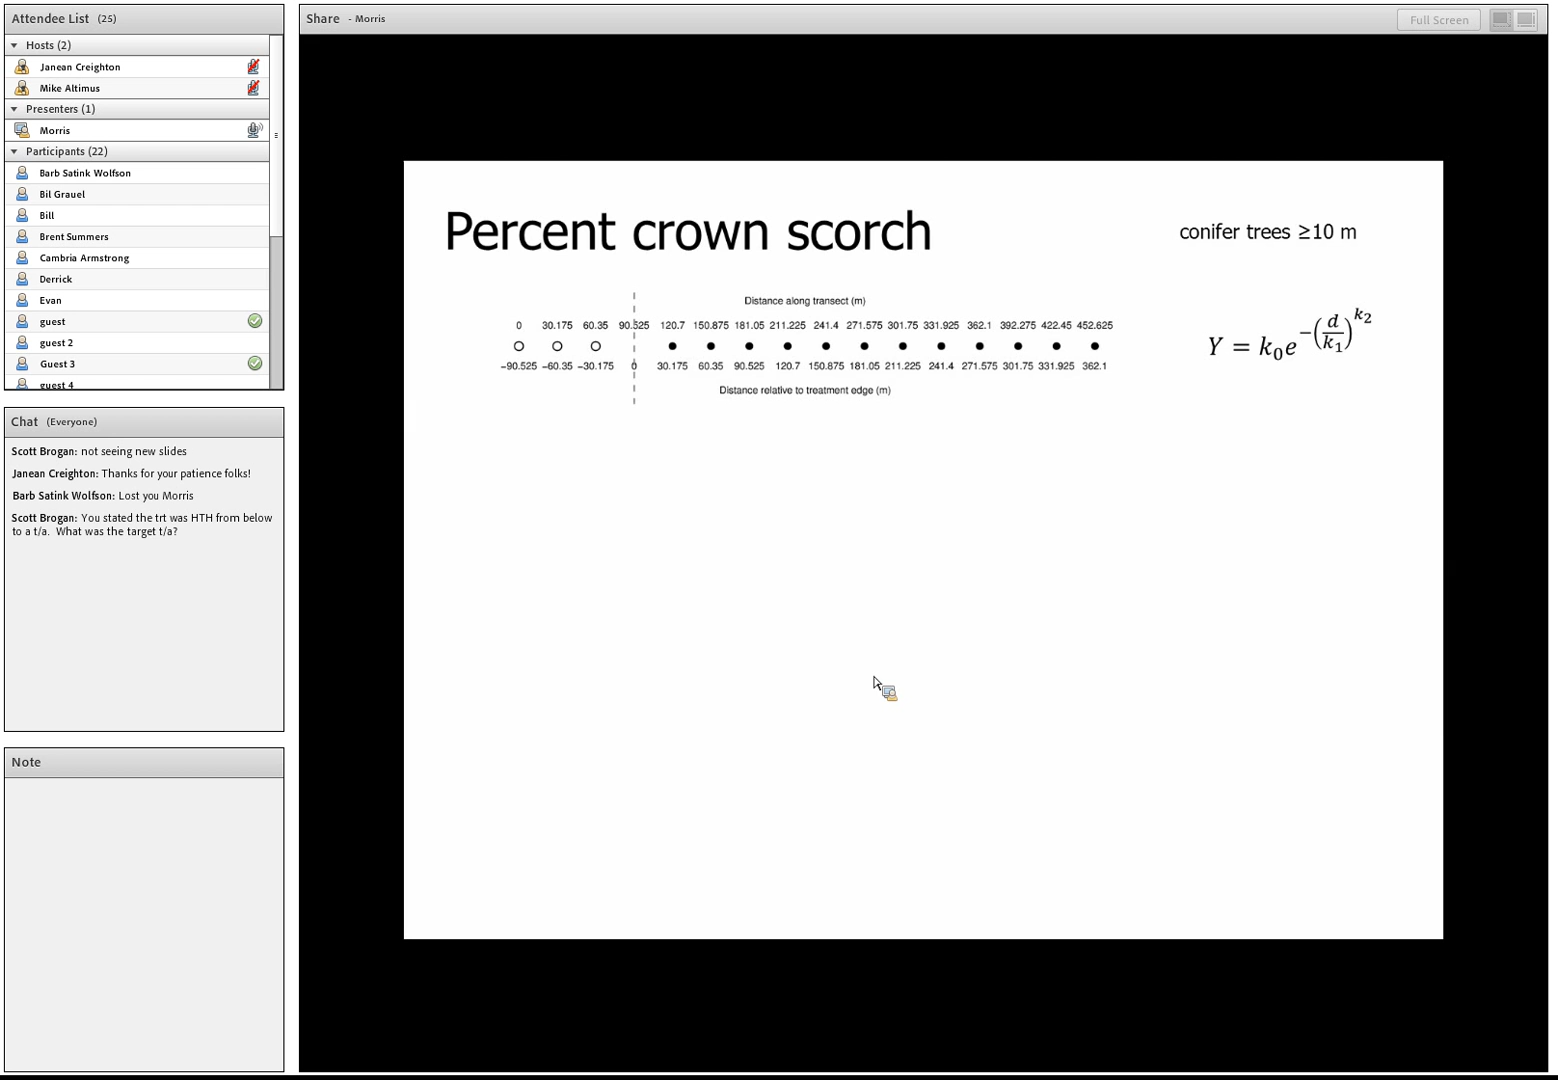 Attendee List (25)
Hosts (2)
Janean Creighton
Mike Altimus
Presenters (1)
Morris
Participants (22)
Barb Satink Wolfson
Bil Grauel
Bill
Brent Summers
Cambria Armstrong
Derrick
Evan
guest
guest 2
Guest 3
guest 4
Chat (Everyone)
Scott Brogan: not seeing new slides
Janean Creighton: Thanks for your patience folks!
Barb Satink Wolfson: Lost you Morris
Scott Brogan: You stated the trt was HTH from below
to a t/a. What was the target t/a?
Note
Share - Morris
Full Screen
Percent crown scorch
conifer trees ≥10 m
Distance along transect (m)
0 30.175 60.35 90.525 120.7 150.875 181.05 211.225 241.4 271.575 301.75 331.925 362.1 392.275 422.45 452.625
−90.525 −60.35 −30.175 0 30.175 60.35 90.525 120.7 150.875 181.05 211.225 241.4 271.575 301.75 331.925 362.1
Distance relative to treatment edge (m)
Y = k₀e^−(d/k₁)^k₂